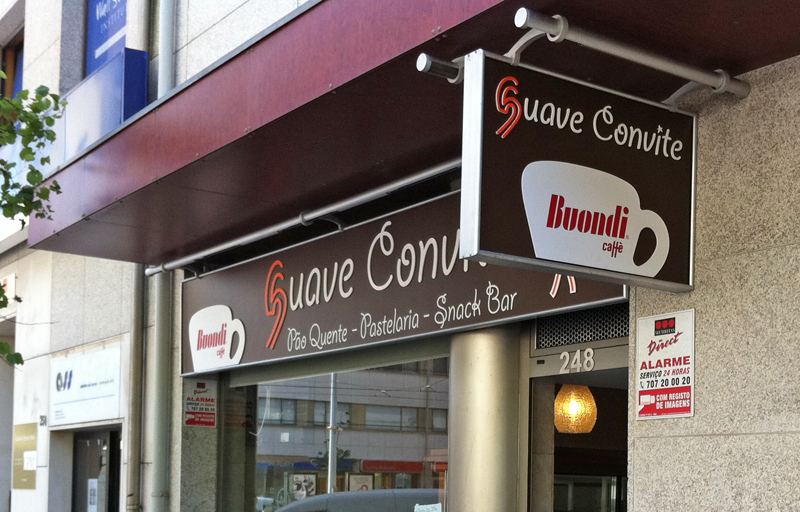 Suave Convite
Buondi
caffè
Suave
Pão Quente - Pastelaria - Snack Bar
Buondi
caffè
248
Direct
ALARME
SERVIÇO 24 HORAS
707 20 00 20
COM REGISTO
DE IMAGENS
ALARME